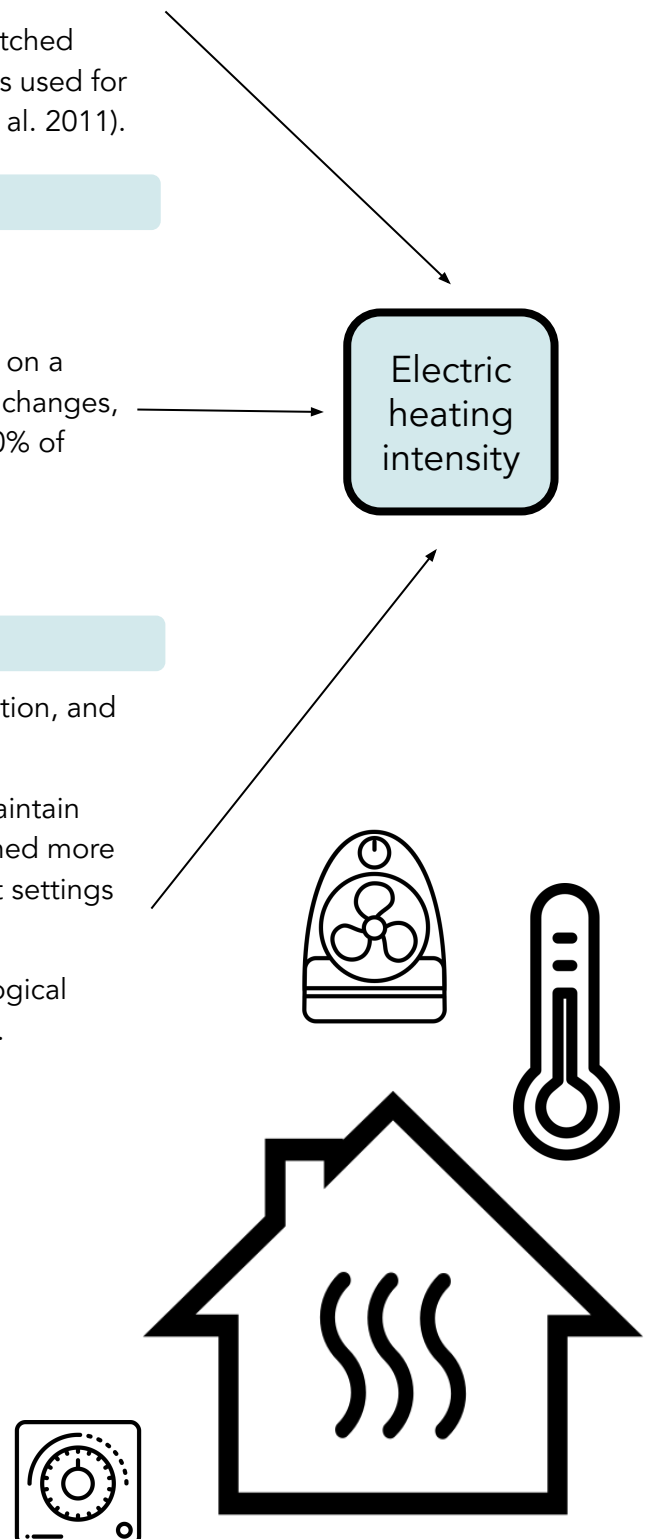 tched
s used for
al. 2011).
on a
changes,
0% of
Electric
heating
intensity
tion, and
aintain
ned more
t settings
ogical
.